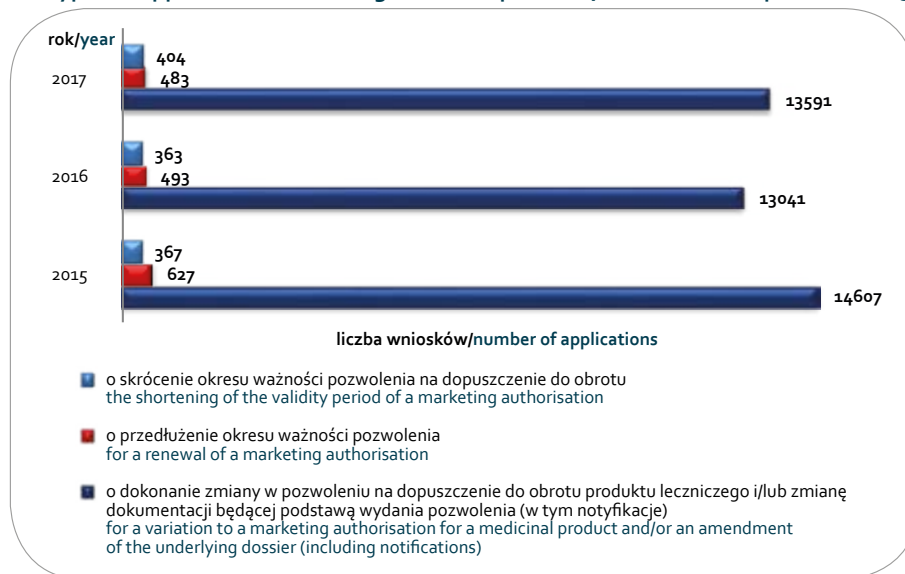 rok/year
404
2017
483
13591
363
2016
493
13041
367
2015
627
14607
liczba wniosków/number of applications
o skrócenie okresu ważności pozwolenia na dopuszczenie do obrotu
the shortening of the validity period of a marketing authorisation
o przedłużenie okresu ważności pozwolenia
for a renewal of a marketing authorisation
o dokonanie zmiany w pozwoleniu na dopuszczenie do obrotu produktu leczniczego i/lub zmianę
dokumentacji będącej podstawą wydania pozwolenia (w tym notyfikacje)
for a variation to a marketing authorisation for a medicinal product and/or an amendment
of the underlying dossier (including notifications)